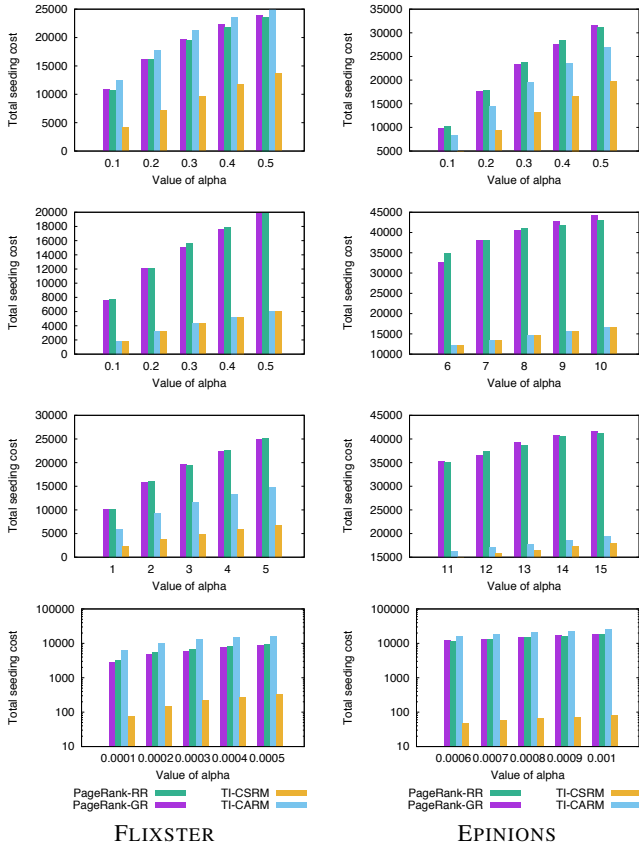 25000
20000
15000
10000
5000
0
Total seeding cost
0.1 0.2 0.3 0.4 0.5
Value of alpha
35000
30000
25000
20000
15000
10000
5000
Total seeding cost
0.1 0.2 0.3 0.4 0.5
Value of alpha
20000
18000
16000
14000
12000
10000
8000
6000
4000
2000
0
Total seeding cost
0.1 0.2 0.3 0.4 0.5
Value of alpha
45000
40000
35000
30000
25000
20000
15000
10000
Total seeding cost
6 7 8 9 10
Value of alpha
30000
25000
20000
15000
10000
5000
0
Total seeding cost
1 2 3 4 5
Value of alpha
45000
40000
35000
30000
25000
20000
15000
Total seeding cost
11 12 13 14 15
Value of alpha
100000
10000
1000
100
10
Total seeding cost
0.0001 0.0002 0.0003 0.0004 0.0005
Value of alpha
PageRank-RR TI-CSRM
PageRank-GR TI-CARM
FLIXSTER
100000
10000
1000
100
10
Total seeding cost
0.0006 0.0007 0.0008 0.0009 0.001
Value of alpha
PageRank-RR TI-CSRM
PageRank-GR TI-CARM
EPINIONS